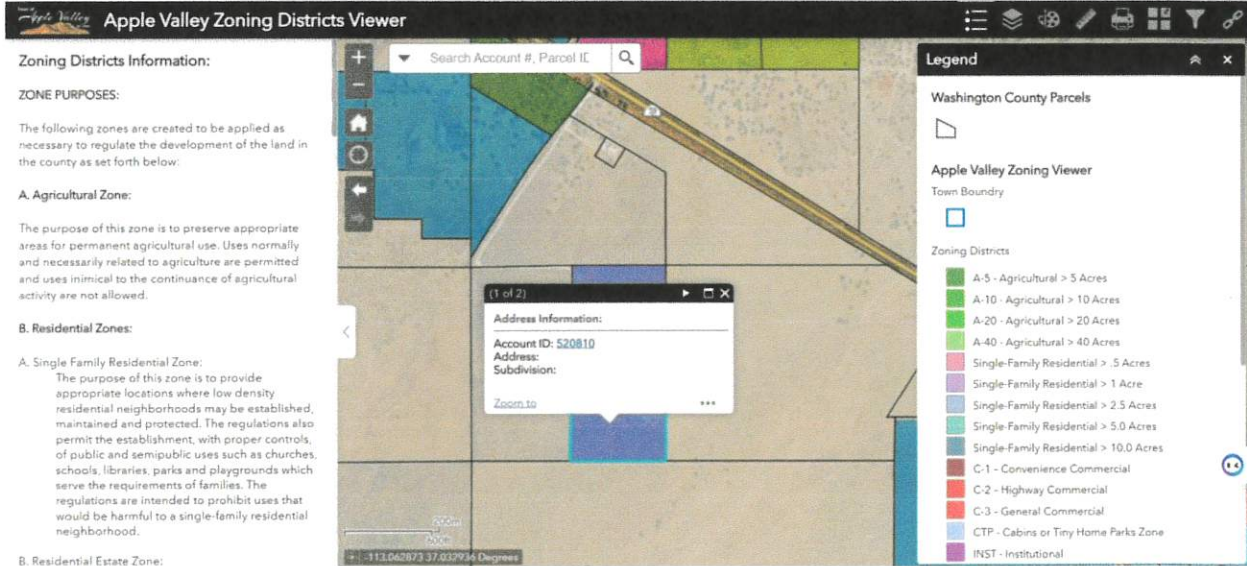 Town of
Apple Valley
Apple Valley Zoning Districts Viewer
Zoning Districts Information:
ZONE PURPOSES:
The following zones are created to be applied as
necessary to regulate the development of the land in
the county as set forth below:
A. Agricultural Zone:
The purpose of this zone is to preserve appropriate
areas for permanent agricultural use. Uses normally
and necessarily related to agriculture are permitted
and uses inimical to the continuance of agricultural
activity are not allowed.
B. Residential Zones:
A. Single Family Residential Zone:
The purpose of this zone is to provide
appropriate locations where low density
residential neighborhoods may be established,
maintained and protected. The regulations also
permit the establishment, with proper controls,
of public and semipublic uses such as churches,
schools, libraries, parks and playgrounds which
serve the requirements of families. The
regulations are intended to prohibit uses that
would be harmful to a single-family residential
neighborhood.
B. Residential Estate Zone:
Search Account #, Parcel ID
(1 of 2)
Address Information:
Account ID: 520810
Address:
Subdivision:
Zoom to
200m
600ft
-113.062873 37.032936 Degrees
Legend
Washington County Parcels
Apple Valley Zoning Viewer
Town Boundry
Zoning Districts
A-5 - Agricultural > 5 Acres
A-10 - Agricultural > 10 Acres
A-20 - Agricultural > 20 Acres
A-40 - Agricultural > 40 Acres
Single-Family Residential > .5 Acres
Single-Family Residential > 1 Acre
Single-Family Residential > 2.5 Acres
Single-Family Residential > 5.0 Acres
Single-Family Residential > 10.0 Acres
C-1 - Convenience Commercial
C-2 - Highway Commercial
C-3 - General Commercial
CTP - Cabins or Tiny Home Parks Zone
INST - Institutional